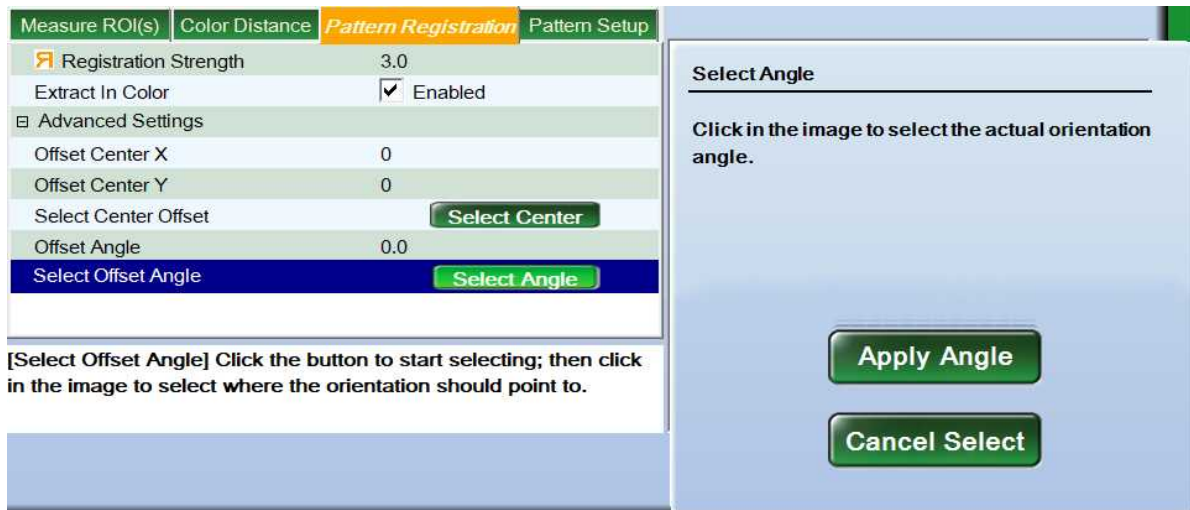 Measure ROI(s) Color Distance Pattern Registration Pattern Setup
Registration Strength 3.0
Extract In Color Enabled
Advanced Settings
Offset Center X 0
Offset Center Y 0
Select Center Offset Select Center
Offset Angle 0.0
Select Offset Angle Select Angle
[Select Offset Angle] Click the button to start selecting; then click
in the image to select where the orientation should point to.
Select Angle
Click in the image to select the actual orientation
angle.
Apply Angle
Cancel Select